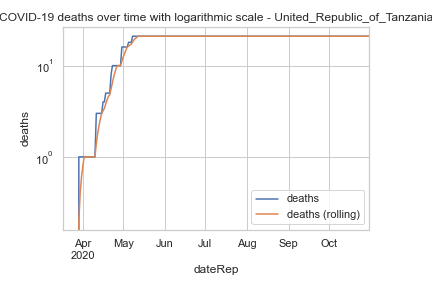 COVID-19 deaths over time with logarithmic scale - United_Republic_of_Tanzania
10¹
10⁰
deaths
deaths
deaths (rolling)
Apr May Jun Jul Aug Sep Oct
2020
dateRep